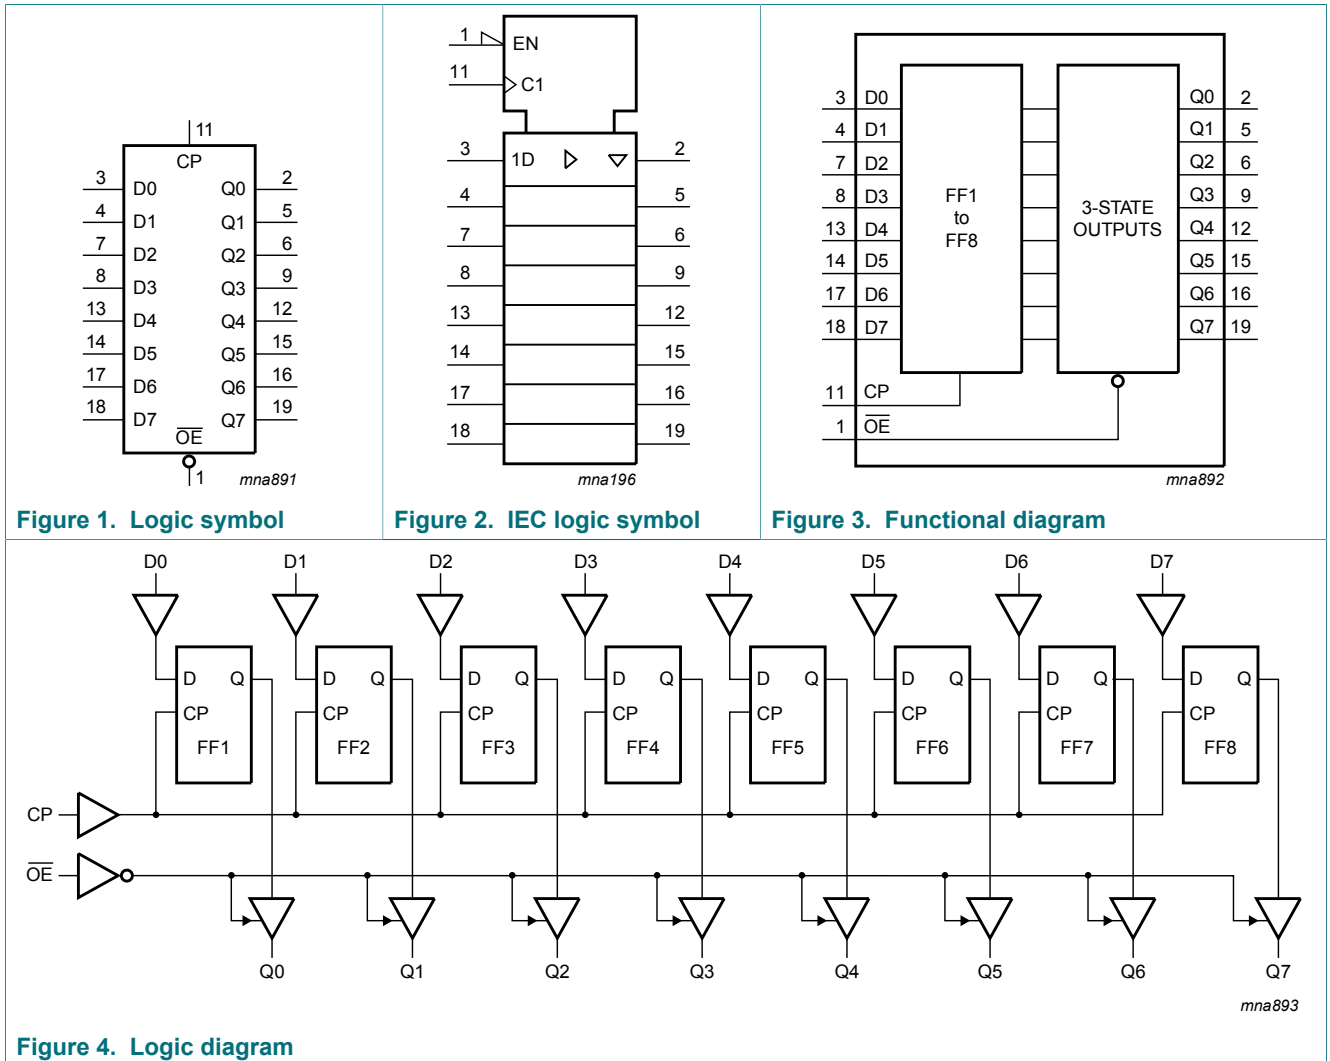 11
CP
3 D0 Q0 2
4 D1 Q1 5
7 D2 Q2 6
8 D3 Q3 9
13 D4 Q4 12
14 D5 Q5 15
17 D6 Q6 16
18 D7 Q7 19
OE
1 mna891
Figure 1. Logic symbol
1 EN
11 C1
3 1D 2
4 5
7 6
8 9
13 12
14 15
17 16
18 19
mna196
Figure 2. IEC logic symbol
3 D0 Q0 2
4 D1 Q1 5
7 D2 Q2 6
8 D3 Q3 9
13 D4 Q4 12
14 D5 Q5 15
17 D6 Q6 16
18 D7 Q7 19
FF1
to
FF8
3-STATE
OUTPUTS
11 CP
1 OE
mna892
Figure 3. Functional diagram
D0 D1 D2 D3 D4 D5 D6 D7
D Q D Q D Q D Q D Q D Q D Q D Q
CP CP CP CP CP CP CP CP
FF1 FF2 FF3 FF4 FF5 FF6 FF7 FF8
CP
OE
Q0 Q1 Q2 Q3 Q4 Q5 Q6 Q7
mna893
Figure 4. Logic diagram